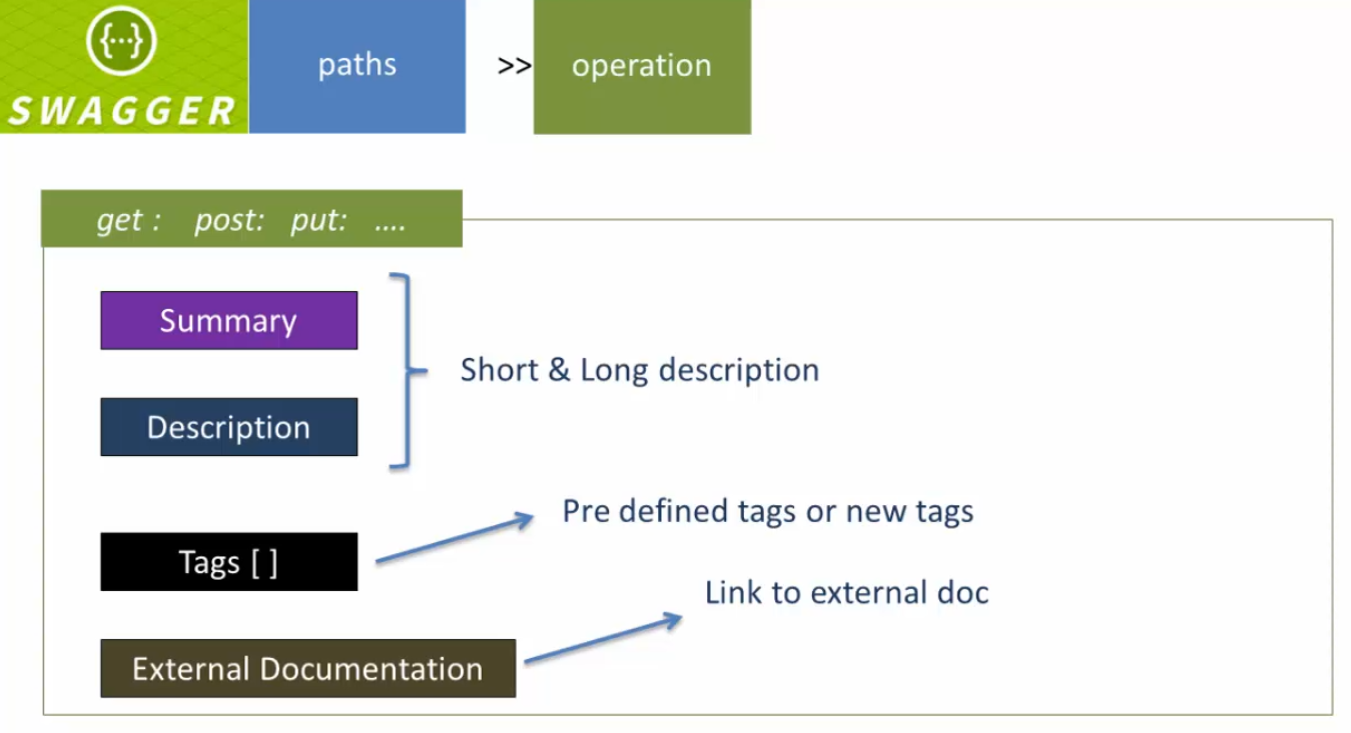 {···}
SWAGGER
paths
>>
operation
get : post: put: ....
Summary
Short & Long description
Description
Pre defined tags or new tags
Tags [ ]
Link to external doc
External Documentation